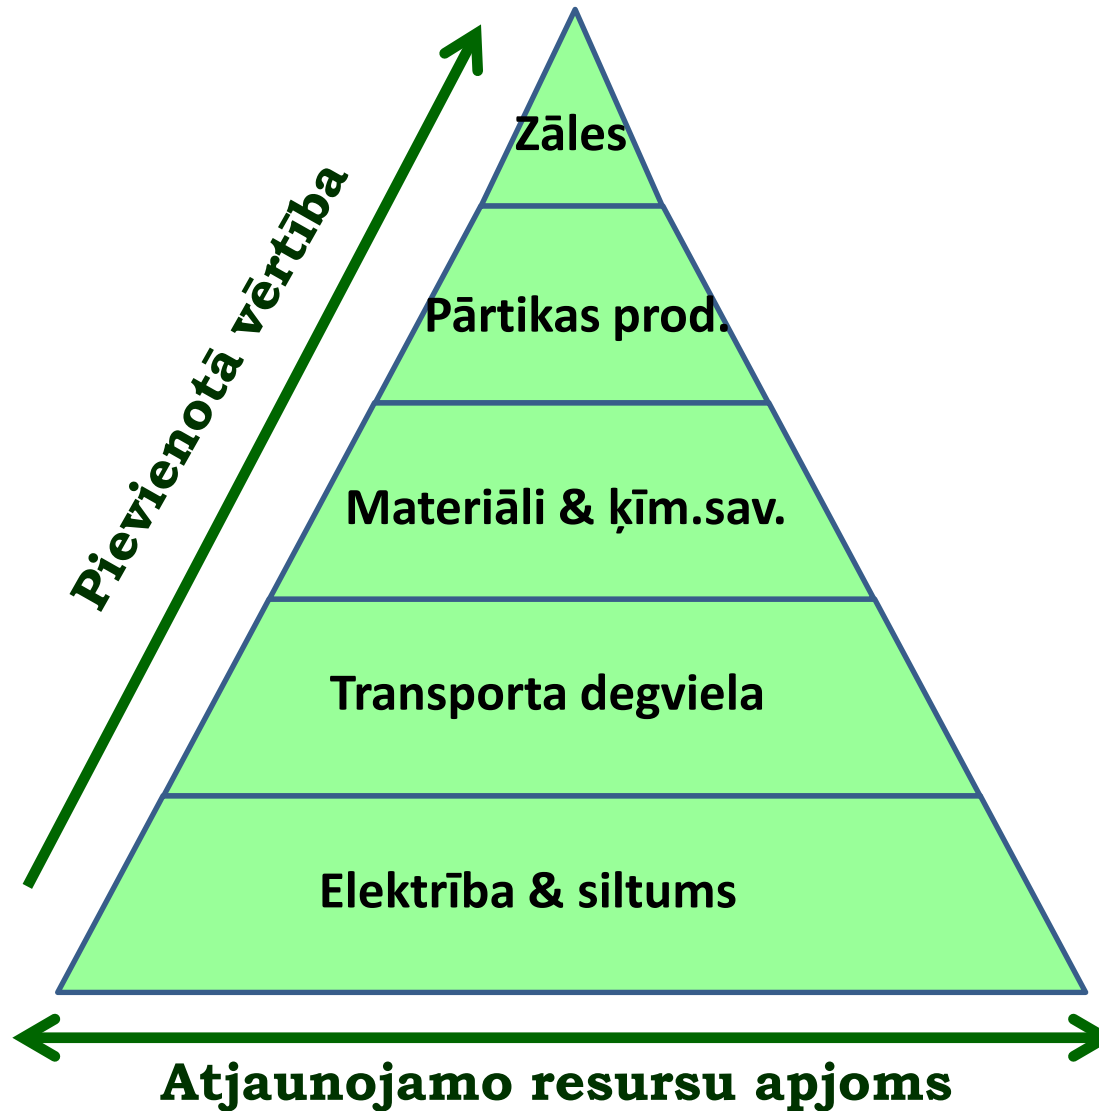 Zāles
Pievienotā vērtība
Pārtikas prod.
Materiāli & ķīm.sav.
Transporta degviela
Elektrība & siltums
Atjaunojamo resursu apjoms